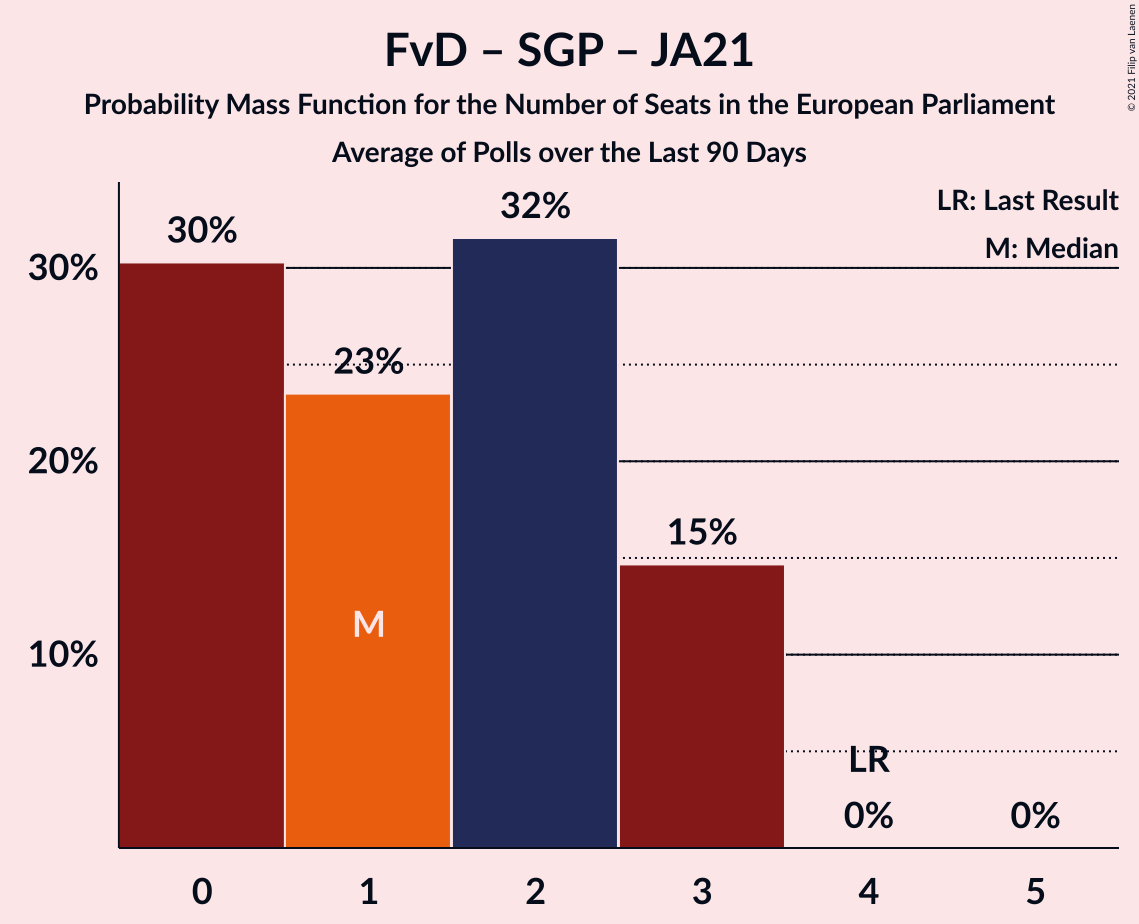 FvD – SGP – JA21
Probability Mass Function for the Number of Seats in the European Parliament
Average of Polls over the Last 90 Days
© 2021 Filip van Laenen
LR: Last Result
M: Median
30%
20%
10%
30%
23%
32%
15%
0%
0%
M
LR
0
1
2
3
4
5